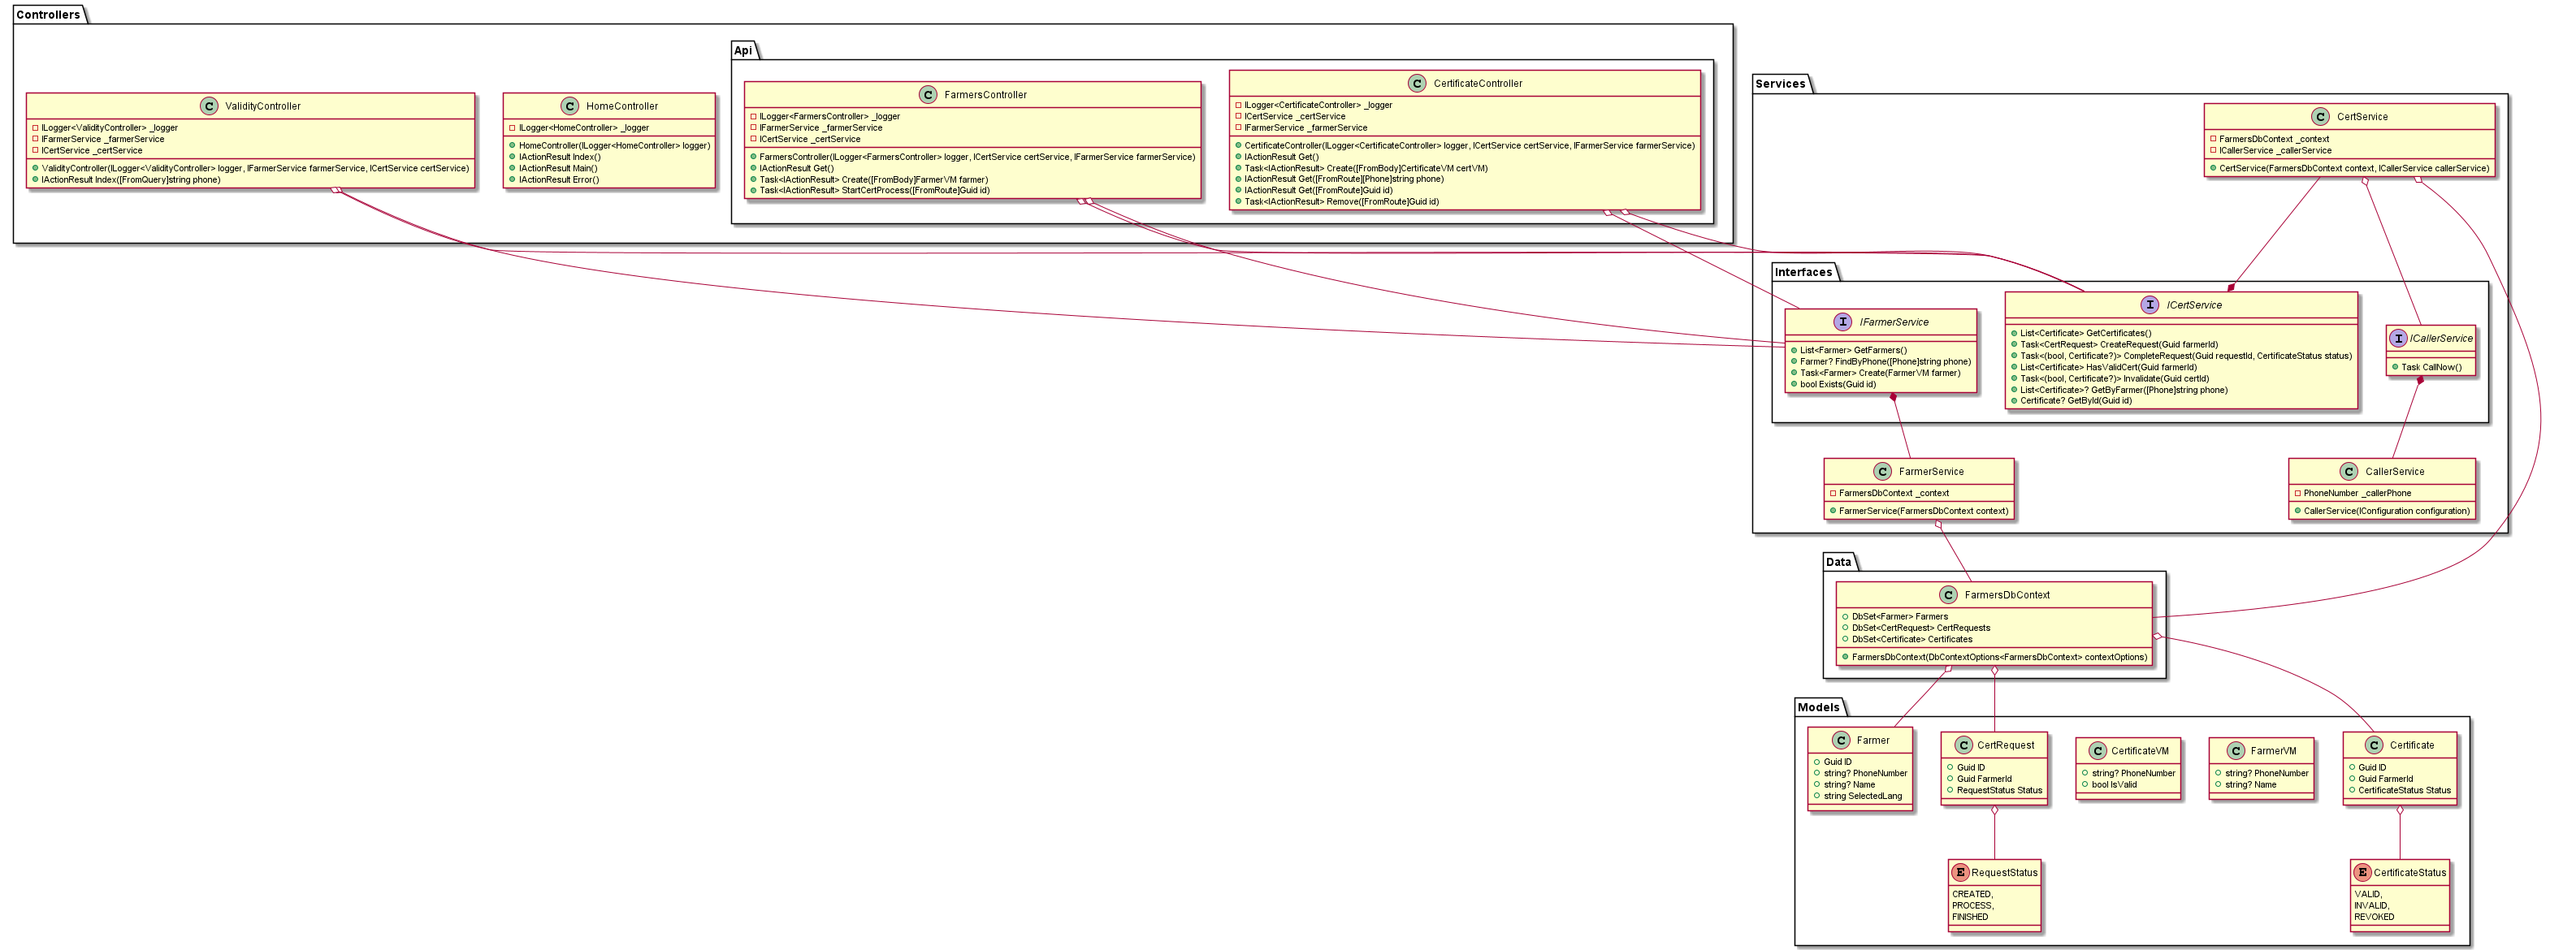 Controllers
Api
C ValidityController
ILogger<ValidityController> _logger
IFarmerService _farmerService
ICertService _certService
ValidityController(ILogger<ValidityController> logger, IFarmerService farmerService, ICertService certService)
IActionResult Index([FromQuery]string phone)
C HomeController
ILogger<HomeController> _logger
HomeController(ILogger<HomeController> logger)
IActionResult Index()
IActionResult Main()
IActionResult Error()
C FarmersController
ILogger<FarmersController> _logger
IFarmerService _farmerService
ICertService _certService
FarmersController(ILogger<FarmersController> logger, ICertService certService, IFarmerService farmerService)
IActionResult Get()
Task<IActionResult> Create([FromBody]FarmerVM farmer)
Task<IActionResult> StartCertProcess([FromRoute]Guid id)
C CertificateController
ILogger<CertificateController> _logger
ICertService _certService
IFarmerService _farmerService
CertificateController(ILogger<CertificateController> logger, ICertService certService, IFarmerService farmerService)
IActionResult Get()
Task<IActionResult> Create([FromBody]CertificateVM certVM)
IActionResult Get([FromRoute][Phone]string phone)
IActionResult Get([FromRoute]Guid id)
Task<IActionResult> Remove([FromRoute]Guid id)
Services
C CertService
FarmersDbContext _context
ICallerService _callerService
CertService(FarmersDbContext context, ICallerService callerService)
Interfaces
I IFarmerService
List<Farmer> GetFarmers()
Farmer? FindByPhone([Phone]string phone)
Task<Farmer> Create(FarmerVM farmer)
bool Exists(Guid id)
I ICertService
List<Certificate> GetCertificates()
Task<CertRequest> CreateRequest(Guid farmerId)
Task<(bool, Certificate?)> CompleteRequest(Guid requestId, CertificateStatus status)
List<Certificate> HasValidCert(Guid farmerId)
Task<(bool, Certificate?)> Invalidate(Guid certId)
List<Certificate>? GetByFarmer([Phone]string phone)
Certificate? GetById(Guid id)
I ICallerService
Task CallNow()
C FarmerService
FarmersDbContext _context
FarmerService(FarmersDbContext context)
C CallerService
PhoneNumber _callerPhone
CallerService(IConfiguration configuration)
Data
C FarmersDbContext
DbSet<Farmer> Farmers
DbSet<CertRequest> CertRequests
DbSet<Certificate> Certificates
FarmersDbContext(DbContextOptions<FarmersDbContext> contextOptions)
Models
C Farmer
Guid ID
string? PhoneNumber
string? Name
string SelectedLang
C CertRequest
Guid ID
Guid FarmerId
RequestStatus Status
C CertificateVM
string? PhoneNumber
bool IsValid
C FarmerVM
string? PhoneNumber
string? Name
C Certificate
Guid ID
Guid FarmerId
CertificateStatus Status
E RequestStatus
CREATED,
PROCESS,
FINISHED
E CertificateStatus
VALID,
INVALID,
REVOKED